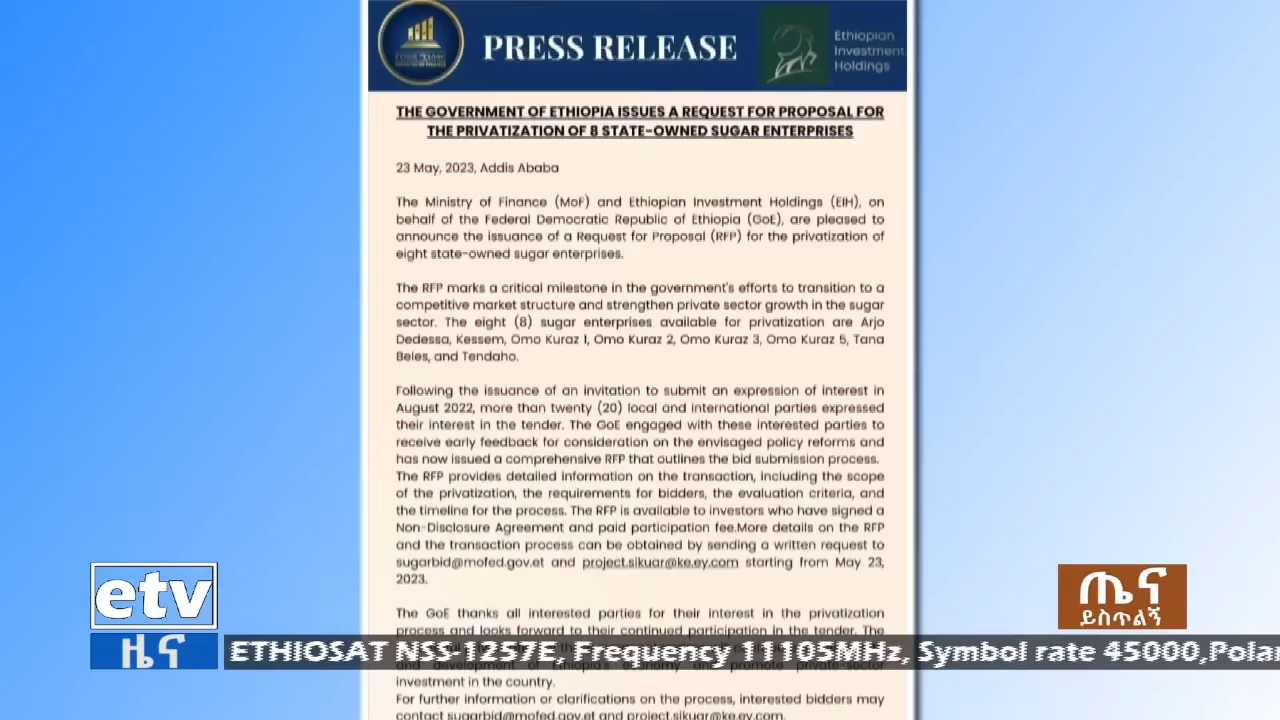 PRESS RELEASE
Ethiopian
Investment
Holdings
THE GOVERNMENT OF ETHIOPIA ISSUES A REQUEST FOR PROPOSAL FOR
THE PRIVATIZATION OF 8 STATE-OWNED SUGAR ENTERPRISES
23 May, 2023, Addis Ababa
The Ministry of Finance (MoF) and Ethiopian Investment Holdings (EIH), on
behalf of the Federal Democratic Republic of Ethiopia (GoE), are pleased to
announce the issuance of a Request for Proposal (RFP) for the privatization of
eight state-owned sugar enterprises.
The RFP marks a critical milestone in the government's efforts to transition to a
competitive market structure and strengthen private sector growth in the sugar
sector. The eight (8) sugar enterprises available for privatization are Arjo
Dedessa, Kessem, Omo Kuraz 1, Omo Kuraz 2, Omo Kuraz 3, Omo Kuraz 5, Tana
Beles, and Tendaho.
Following the issuance of an invitation to submit an expression of interest in
August 2022, more than twenty (20) local and international parties expressed
their interest in the tender. The GoE engaged with these interested parties to
receive early feedback for consideration on the envisaged policy reforms and
has now issued a comprehensive RFP that outlines the bid submission process.
The RFP provides detailed information on the transaction, including the scope
of the privatization, the requirements for bidders, the evaluation criteria, and
the timeline for the process. The RFP is available to investors who have signed a
Non-Disclosure Agreement and paid participation fee.More details on the RFP
and the transaction process can be obtained by sending a written request to
sugarbid@mofed.gov.et and project.sikuar@ke.ey.com starting from May 23,
2023.
The GoE thanks all interested parties for their interest in the privatization
process and looks forward to their continued participation in the tender. The
and development of Ethiopia's economy and promote private-sector
investment in the country.
For further information or clarifications on the process, interested bidders may
contact sugarbid@mofed.gov.et and project.sikuar@ke.ey.com.
etv
ዜና
ጤና
ይስጥልኝ
ETHIOSAT NSS-1257E, Frequency 11105MHz, Symbol rate 45000,Polar